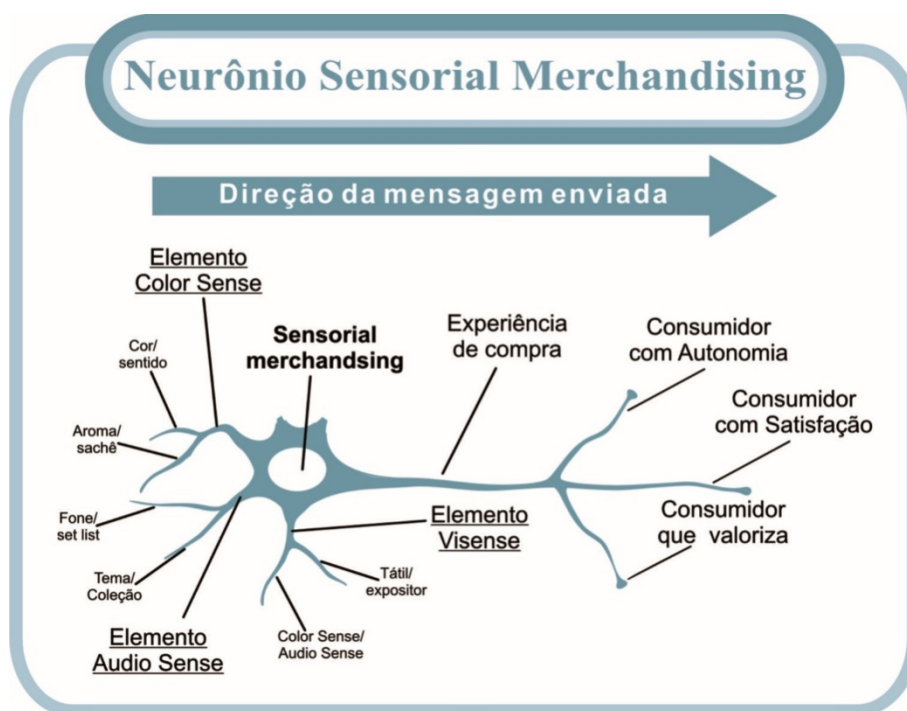 Neurônio Sensorial Merchandising
Direção da mensagem enviada
Elemento
Color Sense
Sensorial
merchandsing
Experiência
de compra
Consumidor
com Autonomia
Cor/
sentido
Consumidor
com Satisfação
Aroma/
sachê
Fone/
set list
Elemento
Visense
Consumidor
que valoriza
Tema/
Coleção
Tátil/
expositor
Elemento
Audio Sense
Color Sense/
Audio Sense